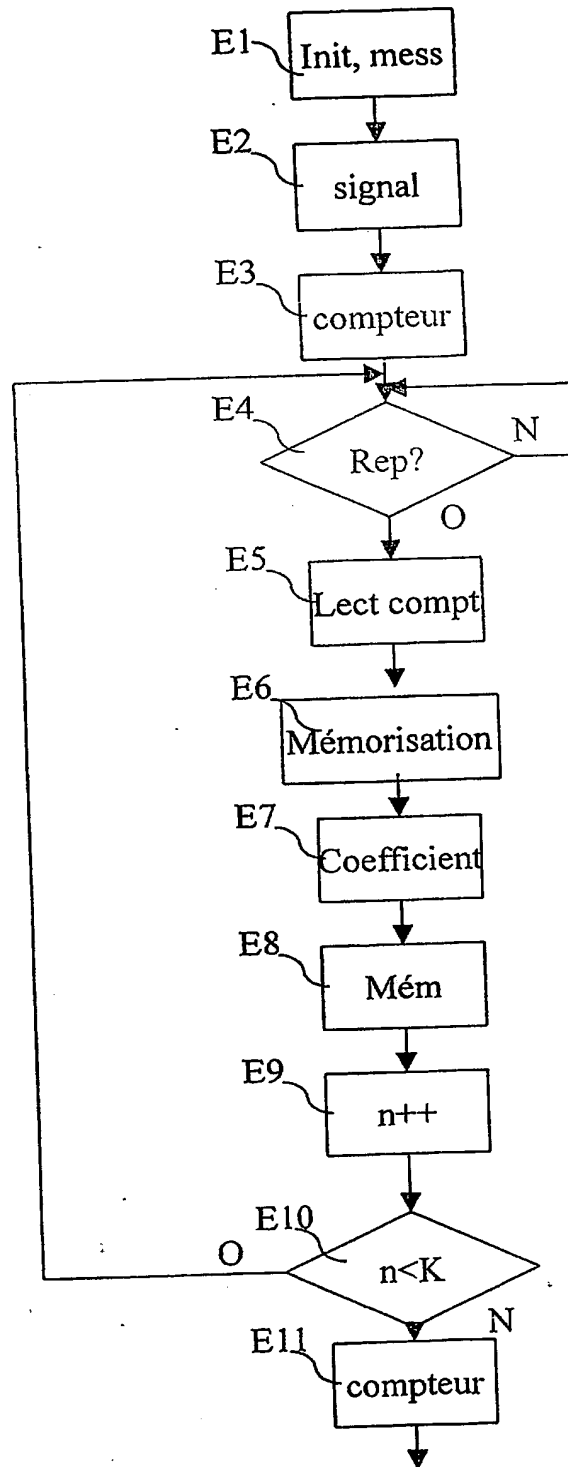 E1
Init, mess
E2
signal
E3
compteur
E4
Rep?
N
O
E5
Lect compt
E6
Mémorisation
E7
Coefficient
E8
Mém
E9
n++
E10
O
n<K
N
E11
compteur